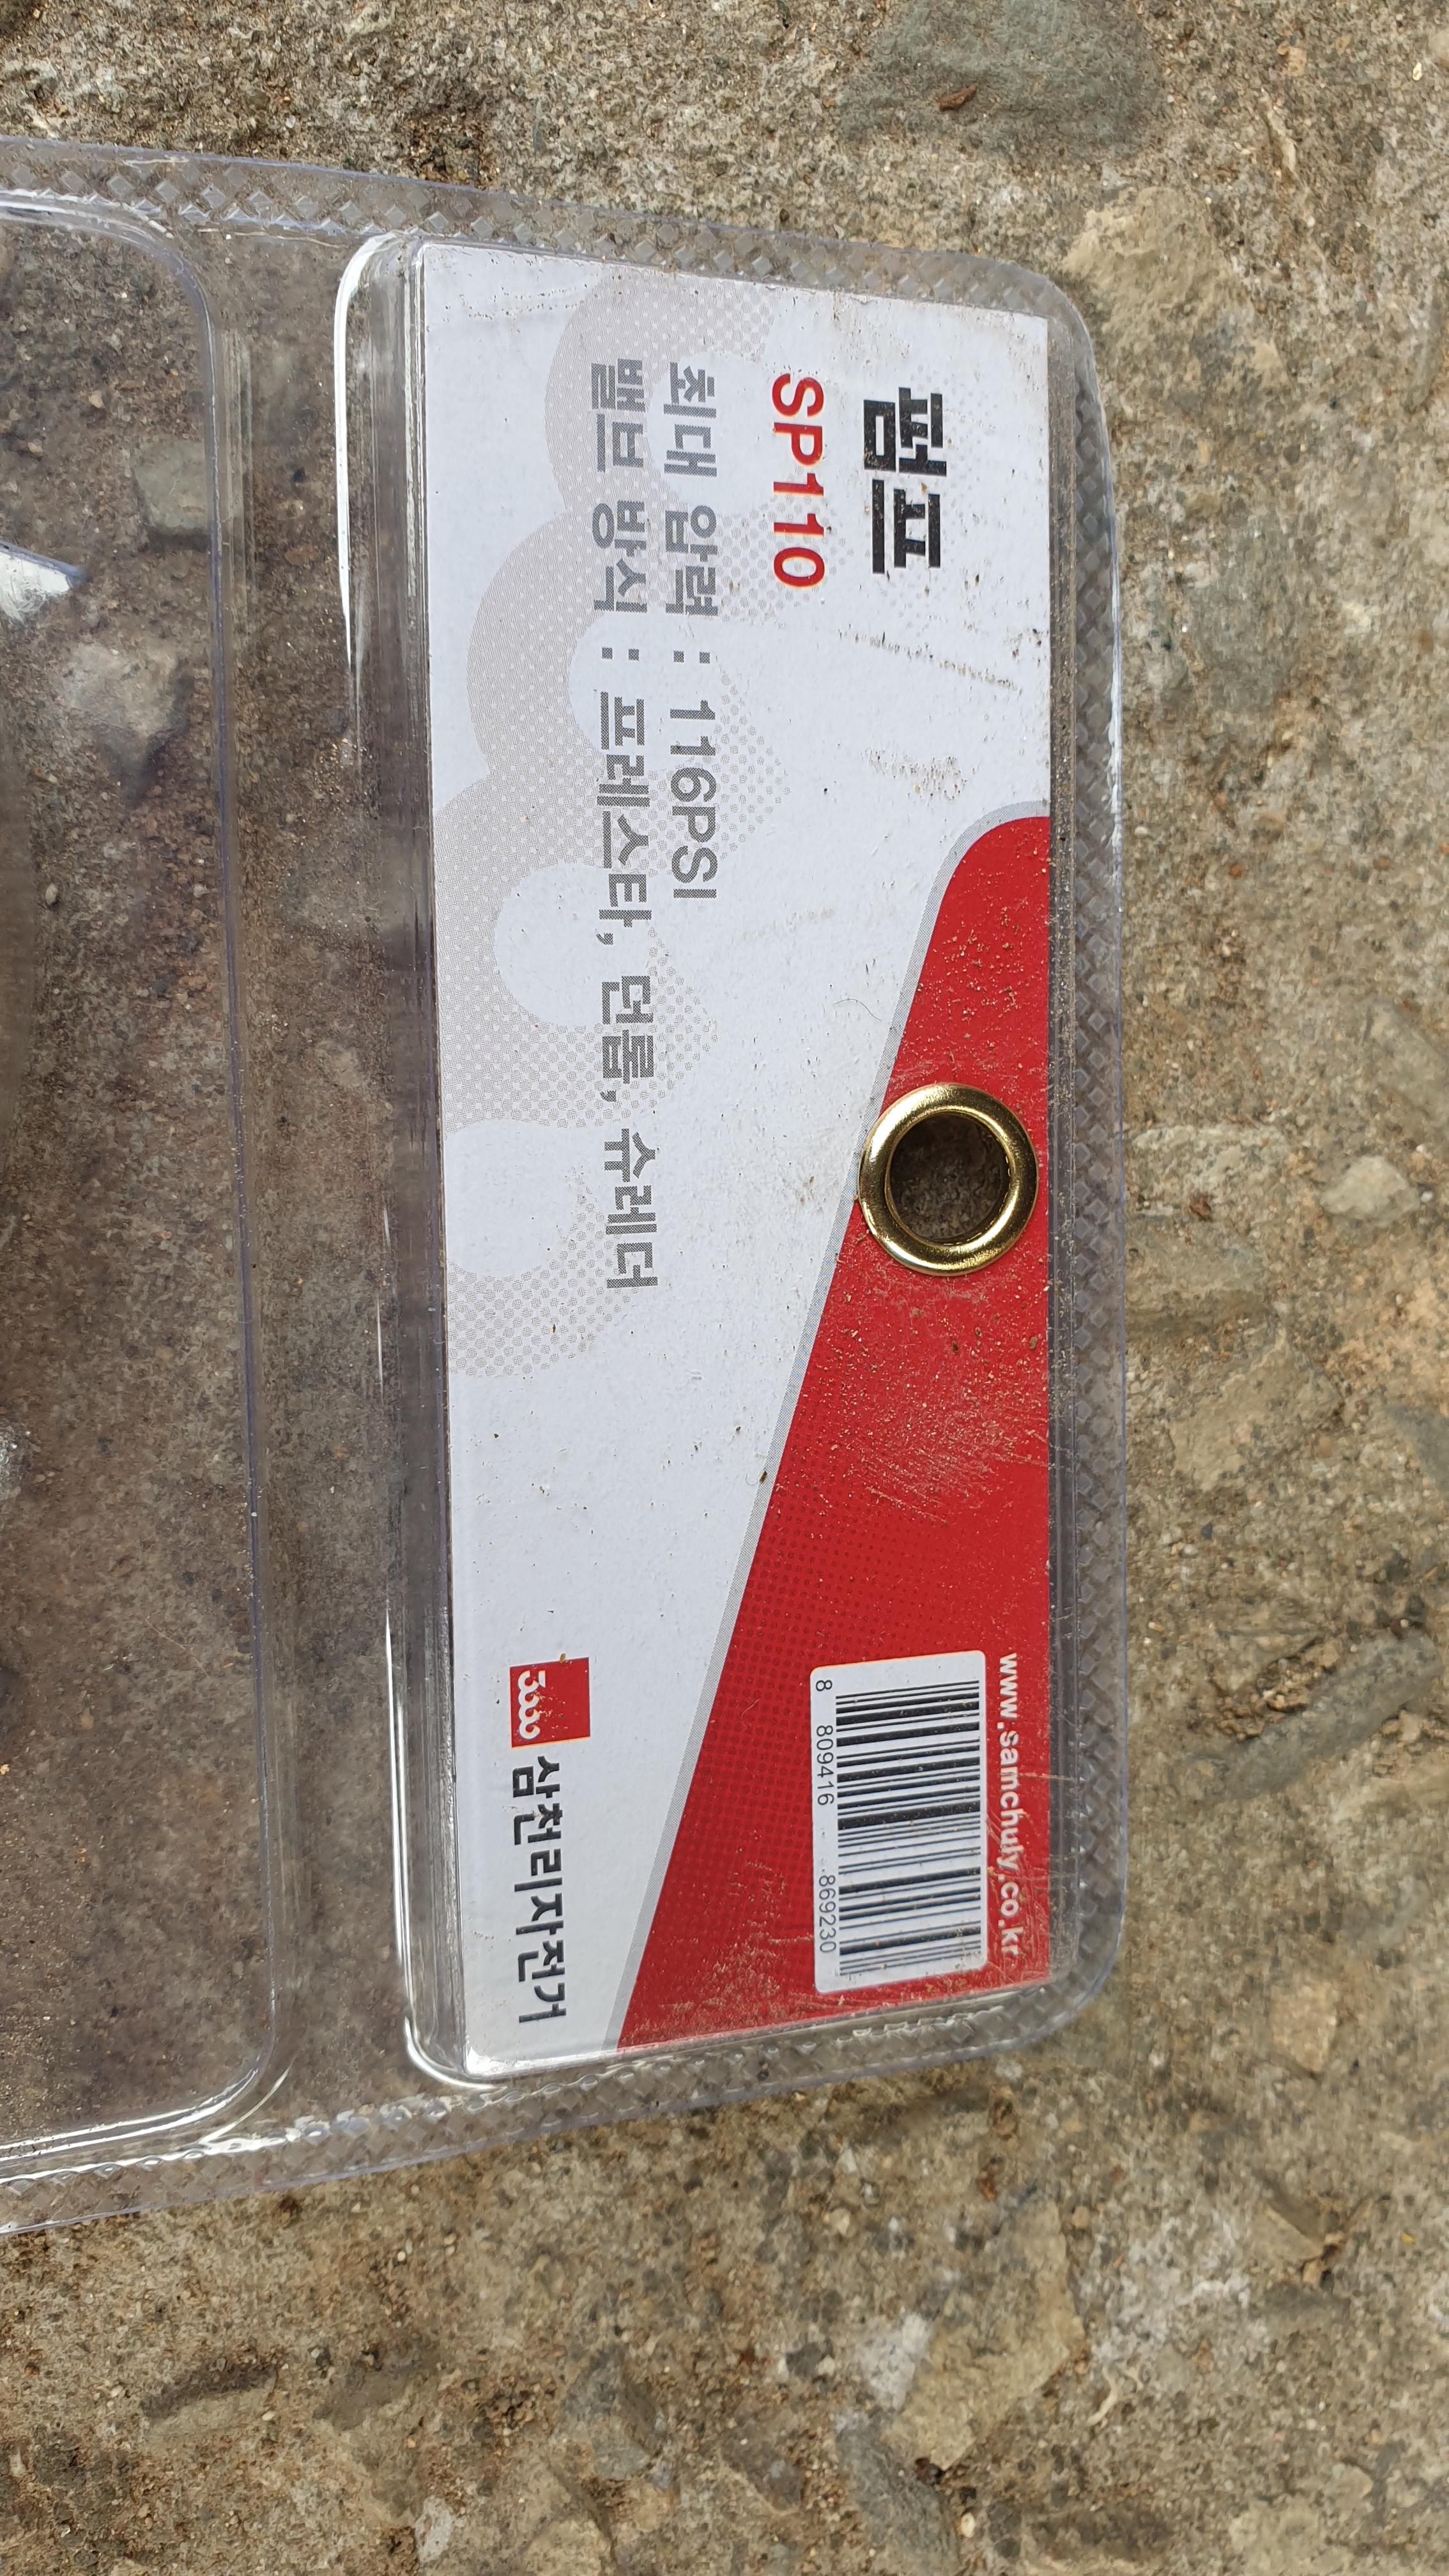 펌프
SP110
최대 압력 : 116PSI
밸브 방식 : 프레스타, 던롭, 슈레더
www.samchuly.co.kr
8 809416 869230
삼천리자전거